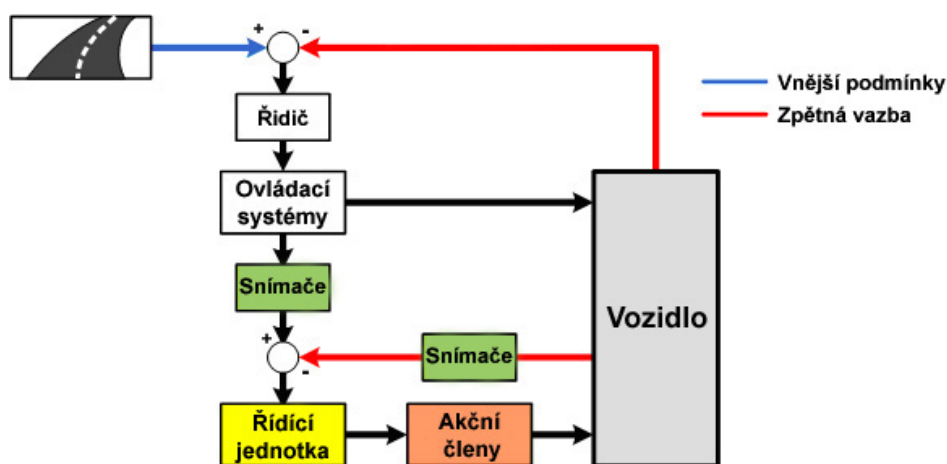 +
-
Vnější podmínky
Zpětná vazba
Řidič
Ovládací
systémy
Snímače
Vozidlo
+
-
Snímače
Řídící
jednotka
Akční
členy